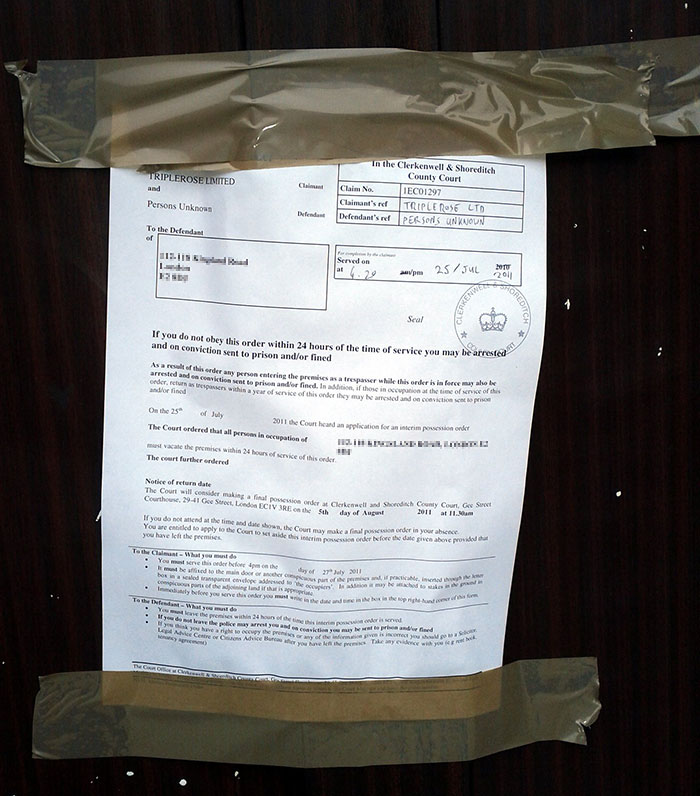 In the Clerkenwell & Shoreditch
County Court
TRIPLEROSE LIMITED
Claimant
and
Claim No. 1EC01297
Persons Unknown
Claimant's ref TRIPLEROSE LTD
Defendant
Defendant's ref PERSONS UNKNOWN
To the Defendant
of
For completion by the claimant
Served on
at 4.20 am/pm 25/JUL 2010
2011
London
Seal
CLERKENWELL & SHOREDITCH
If you do not obey this order within 24 hours of the time of service you may be arrested
and on conviction sent to prison and/or fined
As a result of this order any person entering the premises as a trespasser while this order is in force may also be
arrested and on conviction sent to prison and/or fined. In addition, if those in occupation at the time of service of this
order, return as trespassers within a year of service of this order they may be arrested and on conviction sent to prison
and/or fined
On the 25th of July 2011 the Court heard an application for an interim possession order
The Court ordered that all persons in occupation of
must vacate the premises within 24 hours of service of this order.
The court further ordered
Notice of return date
The Court will consider making a final possession order at Clerkenwell and Shoreditch County Court, Gee Street
Courthouse, 29-41 Gee Street, London EC1V 3RE on the 5th day of August 2011 at 11.30am
If you do not attend at the time and date shown, the Court may make a final possession order in your absence.
You are entitled to apply to the Court to set aside this interim possession order before the date given above provided that
you have left the premises.
To the Claimant – What you must do
• You must serve this order before 4pm on the day of 27th July 2011
• It must be affixed to the main door or another conspicuous part of the premises and, if practicable, inserted through the letter
box in a sealed transparent envelope addressed to 'the occupiers'. In addition it may be attached to stakes in the ground in
conspicuous parts of the adjoining land if that is appropriate
• Immediately before you serve this order you must write in the date and time in the box in the top right-hand corner of this form.
To the Defendant – What you must do
• You must leave the premises within 24 hours of the time this interim possession order is served.
• If you do not leave the police may arrest you and on conviction you may be sent to prison and/or fined
• If you think you have a right to occupy the premises or any of the information given is incorrect you should go to a Solicitor,
Legal Advice Centre or Citizens Advice Bureau after you have left the premises. Take any evidence with you (e.g rent book,
tenancy agreement)
The Court Office at Clerkenwell & Shoreditch County Court, Gee Street